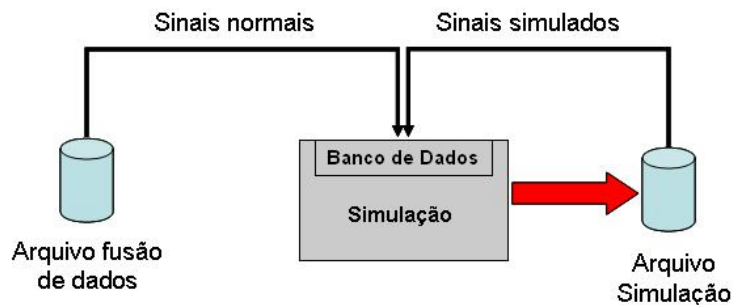 Sinais normais
Sinais simulados
Banco de Dados
Simulação
Arquivo fusão
de dados
Arquivo
Simulação